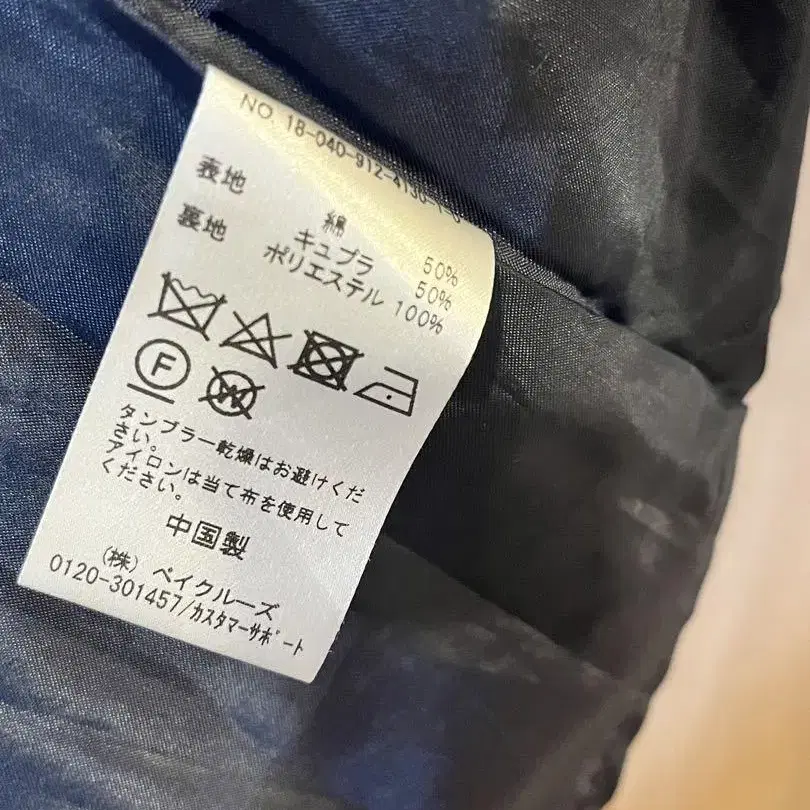 NO. 18-040-912-4130-1-0
表地
綿 50%
キュプラ 50%
裏地
ポリエステル 100%
F
W
タンブラー乾燥はお避けくだ
さい。
アイロンは当て布を使用して
ください。
中国製
(株) ベイクルーズ
0120-301457/カスタマーサポート